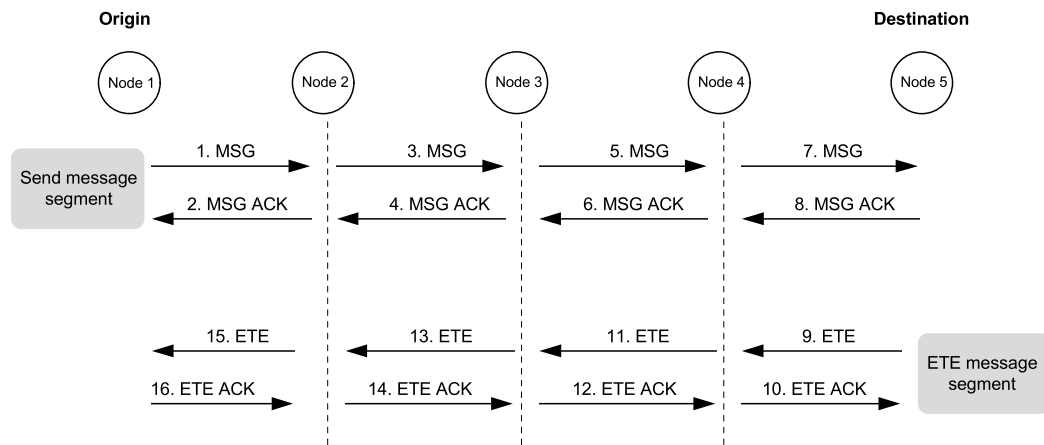 Origin
Destination
Node 1
Node 2
Node 3
Node 4
Node 5
1. MSG
3. MSG
5. MSG
7. MSG
Send message
segment
2. MSG ACK
4. MSG ACK
6. MSG ACK
8. MSG ACK
15. ETE
13. ETE
11. ETE
9. ETE
ETE message
segment
16. ETE ACK
14. ETE ACK
12. ETE ACK
10. ETE ACK